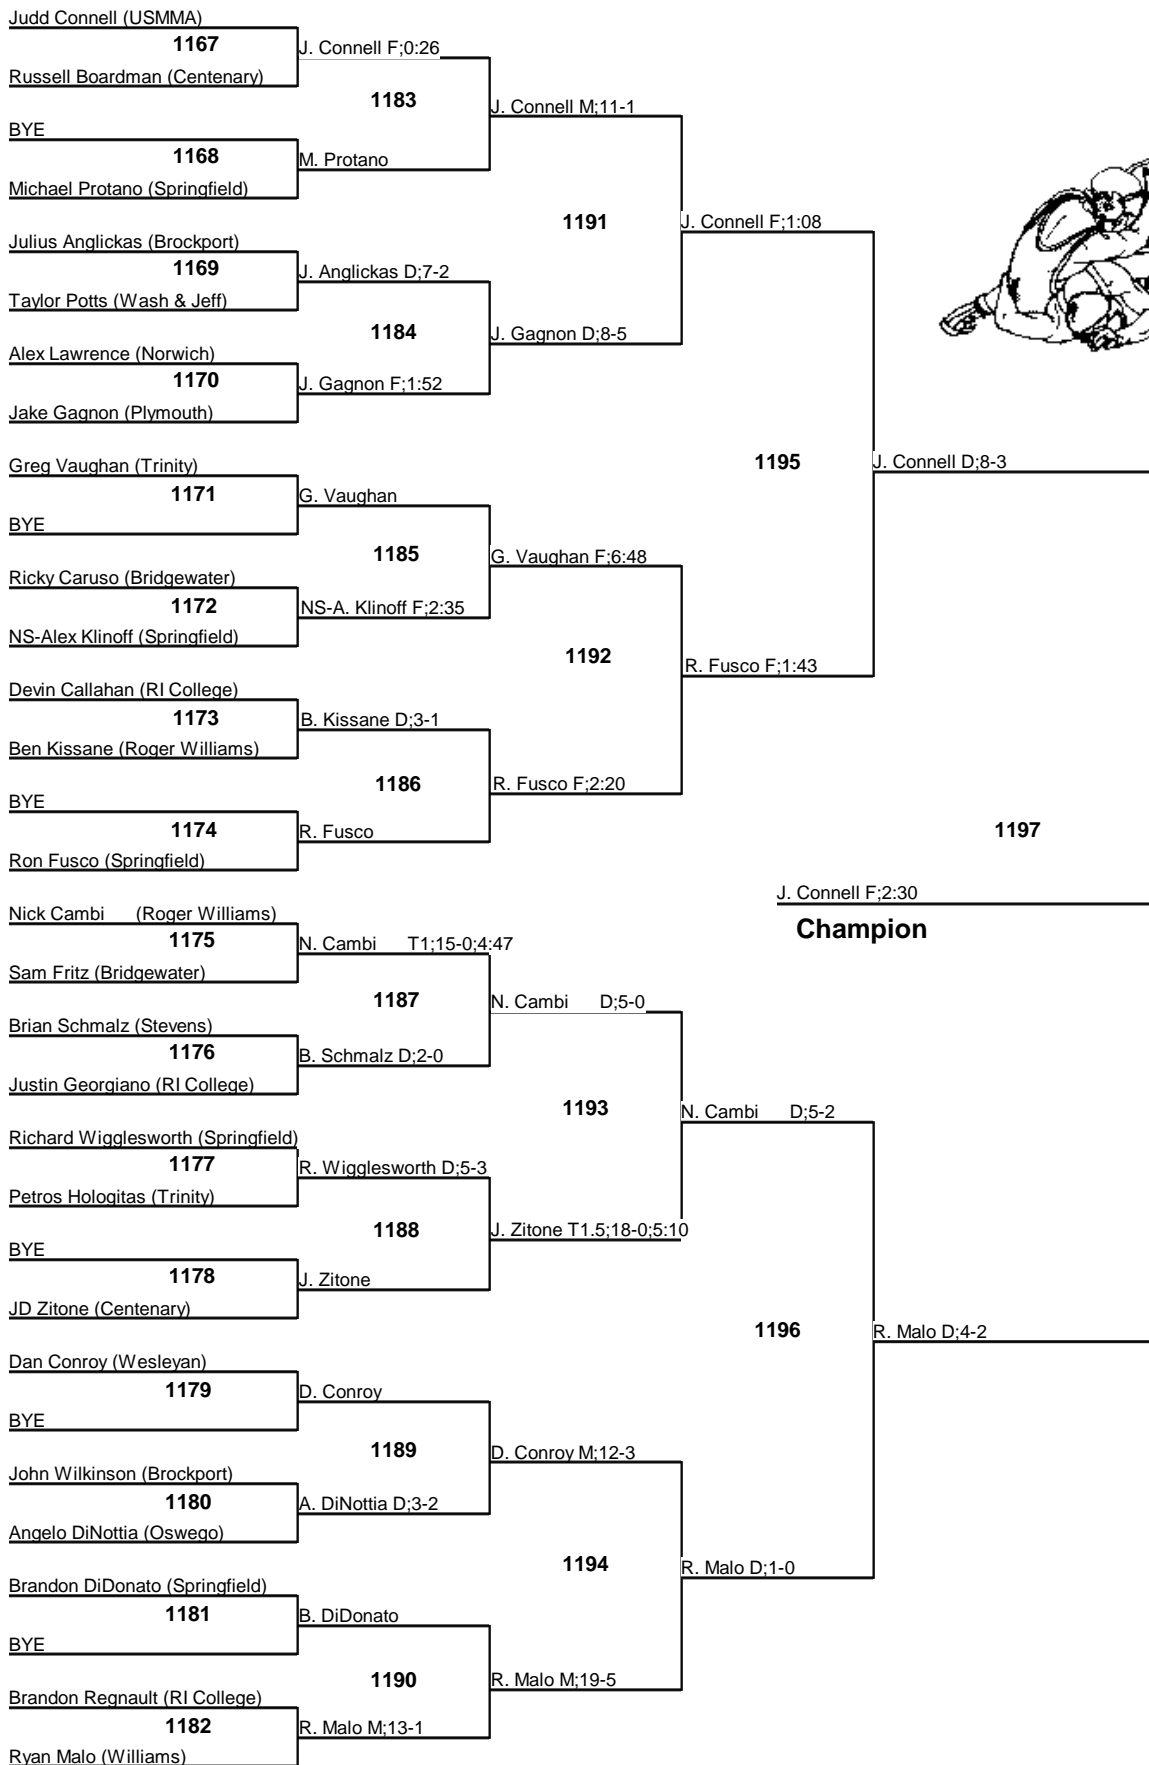 Judd Connell (USMMA)
1167
J. Connell F;0:26
Russell Boardman (Centenary)
1183
J. Connell M;11-1
BYE
1168
M. Protano
Michael Protano (Springfield)
1191
J. Connell F;1:08
Julius Anglickas (Brockport)
1169
J. Anglickas D;7-2
Taylor Potts (Wash & Jeff)
1184
J. Gagnon D;8-5
Alex Lawrence (Norwich)
1170
J. Gagnon F;1:52
Jake Gagnon (Plymouth)
1195
J. Connell D;8-3
Greg Vaughan (Trinity)
1171
G. Vaughan
BYE
1185
G. Vaughan F;6:48
Ricky Caruso (Bridgewater)
1172
NS-A. Klinoff F;2:35
NS-Alex Klinoff (Springfield)
1192
R. Fusco F;1:43
Devin Callahan (RI College)
1173
B. Kissane D;3-1
Ben Kissane (Roger Williams)
1186
R. Fusco F;2:20
BYE
1174
R. Fusco
Ron Fusco (Springfield)
1197
J. Connell F;2:30
Champion
Nick Cambi (Roger Williams)
1175
N. Cambi T1;15-0;4:47
Sam Fritz (Bridgewater)
1187
N. Cambi D;5-0
Brian Schmalz (Stevens)
1176
B. Schmalz D;2-0
Justin Georgiano (RI College)
1193
N. Cambi D;5-2
Richard Wigglesworth (Springfield)
1177
R. Wigglesworth D;5-3
Petros Hologitas (Trinity)
1188
J. Zitone T1.5;18-0;5:10
BYE
1178
J. Zitone
JD Zitone (Centenary)
1196
R. Malo D;4-2
Dan Conroy (Wesleyan)
1179
D. Conroy
BYE
1189
D. Conroy M;12-3
John Wilkinson (Brockport)
1180
A. DiNottia D;3-2
Angelo DiNottia (Oswego)
1194
R. Malo D;1-0
Brandon DiDonato (Springfield)
1181
B. DiDonato
BYE
1190
R. Malo M;19-5
Brandon Regnault (RI College)
1182
R. Malo M;13-1
Ryan Malo (Williams)